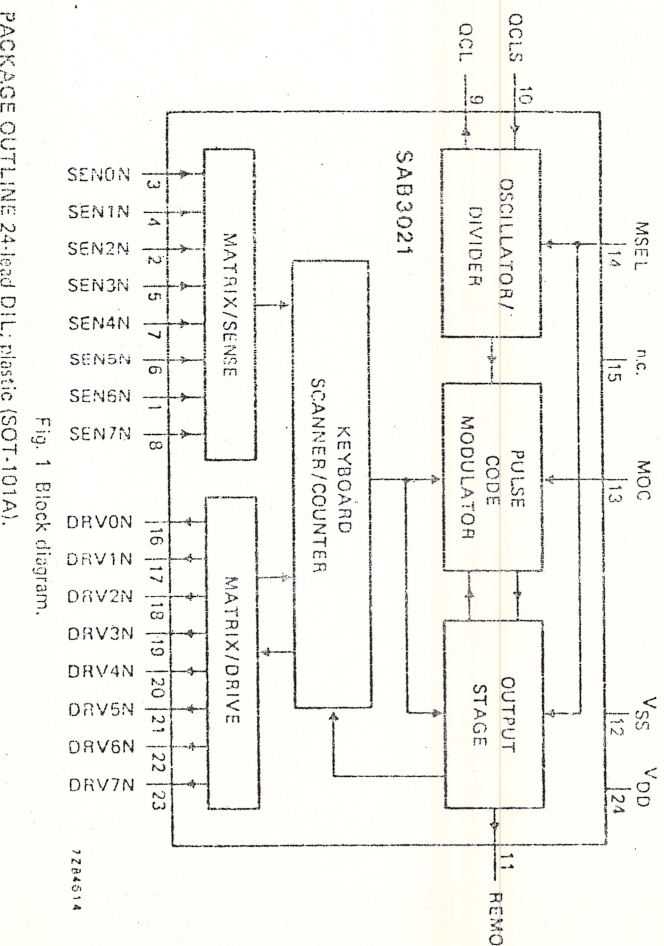 MSEL
14
n.c.
15
MOC
13
VSS
12
VDD
24
QCLS
10
QCL
9
OSCILLATOR/
DIVIDER
PULSE
CODE
MODULATOR
OUTPUT
STAGE
11
REMO
SAB3021
KEYBOARD
SCANNER/COUNTER
MATRIX/SENSE
MATRIX/DRIVE
3
4
2
5
7
6
1
8
16
17
18
19
20
21
22
23
SEN0N
SEN1N
SEN2N
SEN3N
SEN4N
SEN5N
SEN6N
SEN7N
DRV0N
DRV1N
DRV2N
DRV3N
DRV4N
DRV5N
DRV6N
DRV7N
7Z84614
Fig. 1 Block diagram.
PACKAGE OUTLINE 24-lead DIL; plastic (SOT-101A).